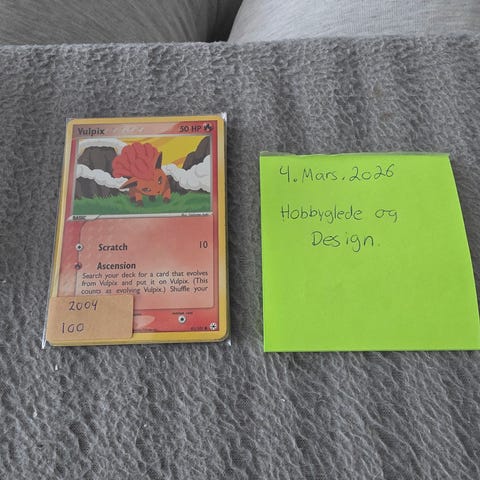 Vulpix
50 HP
BASIC
Scratch 10
Ascension
Search your deck for a card that evolves
from Vulpix and put it on Vulpix. (This
counts as evolving Vulpix.) Shuffle your
2004
100
4. Mars. 2026
Hobbyglede og
Design.